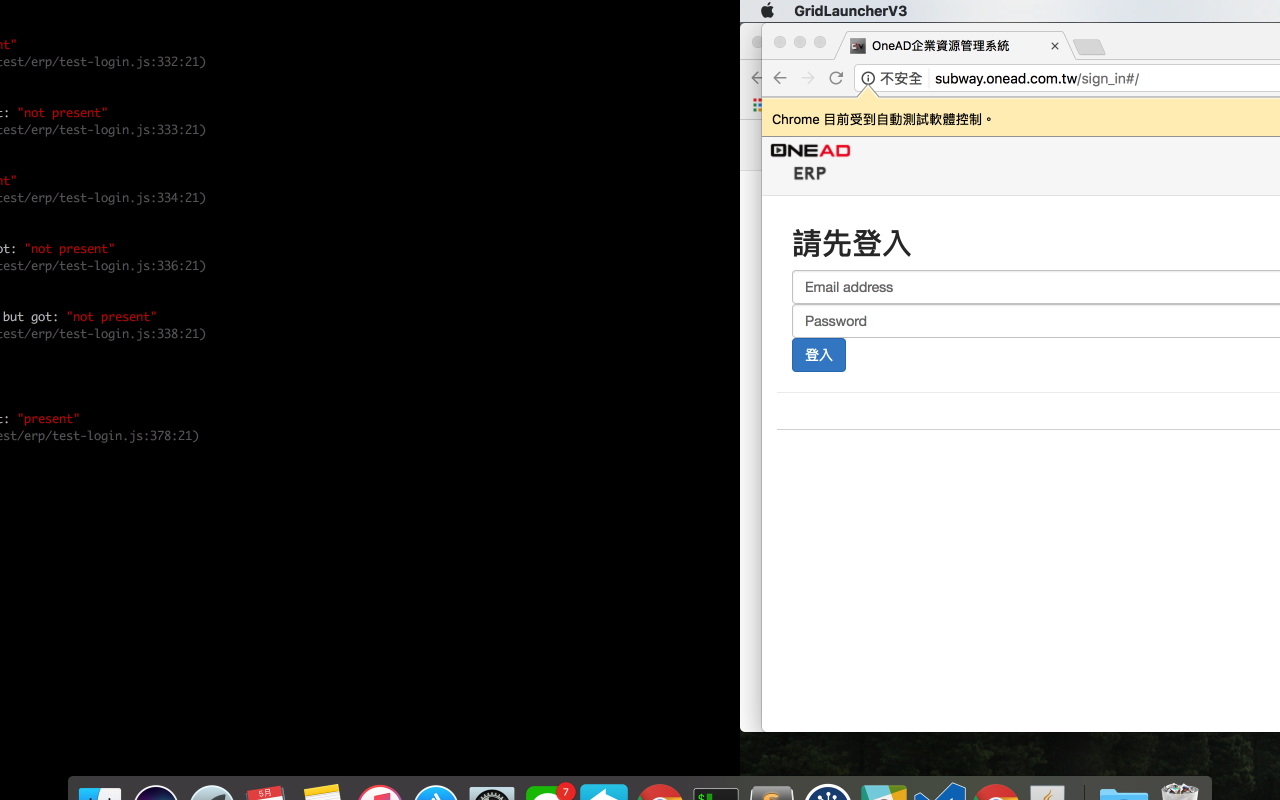 nt"
test/erp/test-login.js:332:21)
t: "not present"
test/erp/test-login.js:333:21)
nt"
test/erp/test-login.js:334:21)
ot: "not present"
test/erp/test-login.js:336:21)
but got: "not present"
test/erp/test-login.js:338:21)
t: "present"
est/erp/test-login.js:378:21)
GridLauncherV3
OneAD企業資源管理系統
不安全 subway.onead.com.tw/sign_in#/
Chrome 目前受到自動測試軟體控制。
ONEAD
ERP
請先登入
Email address
Password
登入
5月
7
$